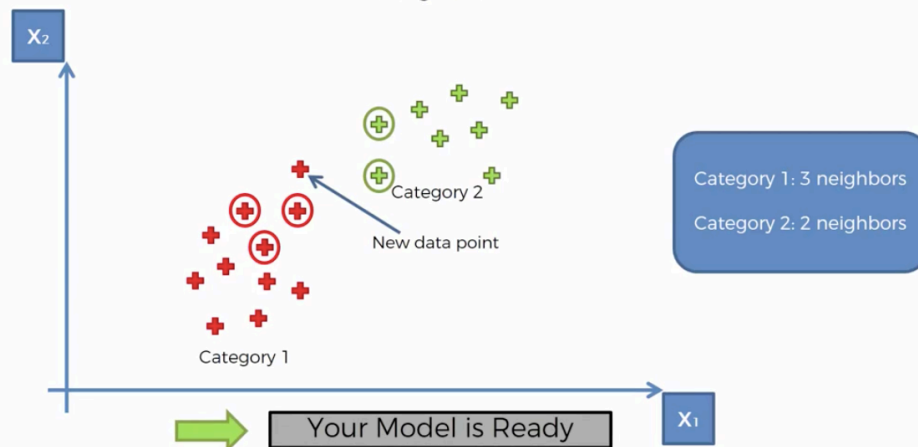 X2
Category 1: 3 neighbors
Category 2
Category 2: 2 neighbors
New data point
Category 1
X1
Your Model is Ready